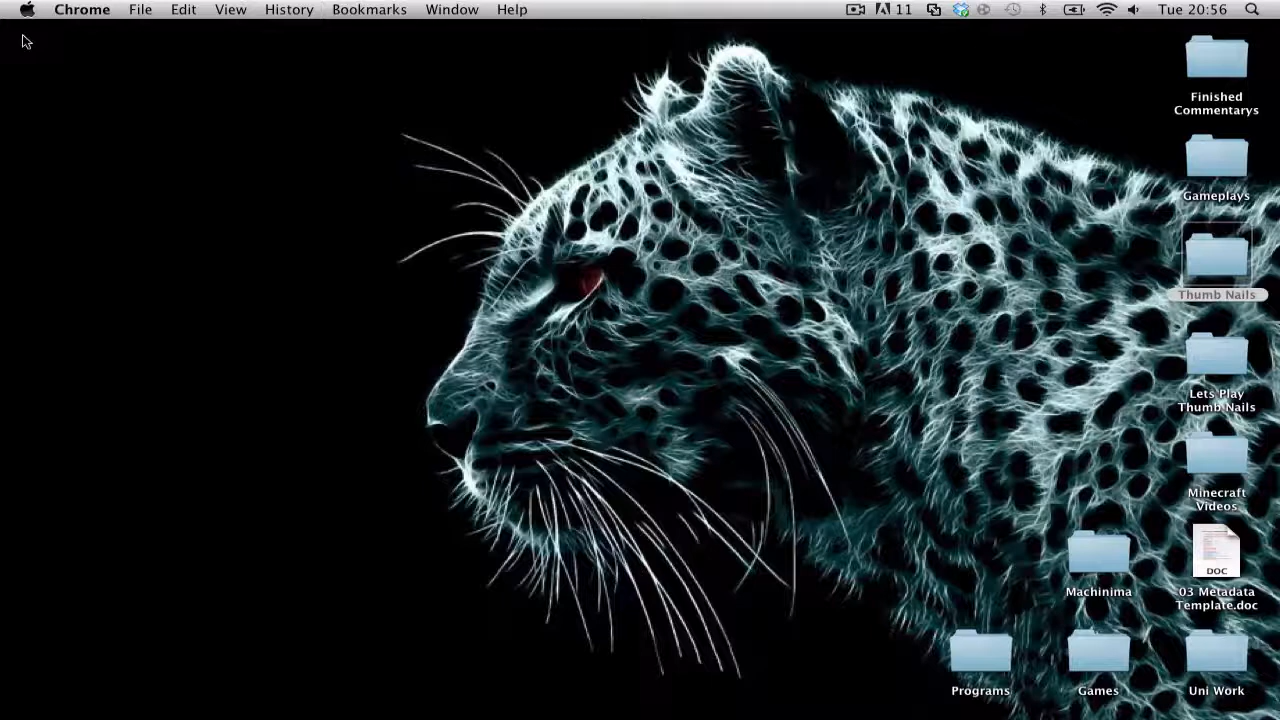 Chrome File Edit View History Bookmarks Window Help 11 Tue 20:56
Finished
Commentarys
Gameplays
Thumb Nails
Lets Play
Thumb Nails
Minecraft
Videos
Machinima
DOC
03 Metadata
Template.doc
Programs
Games
Uni Work